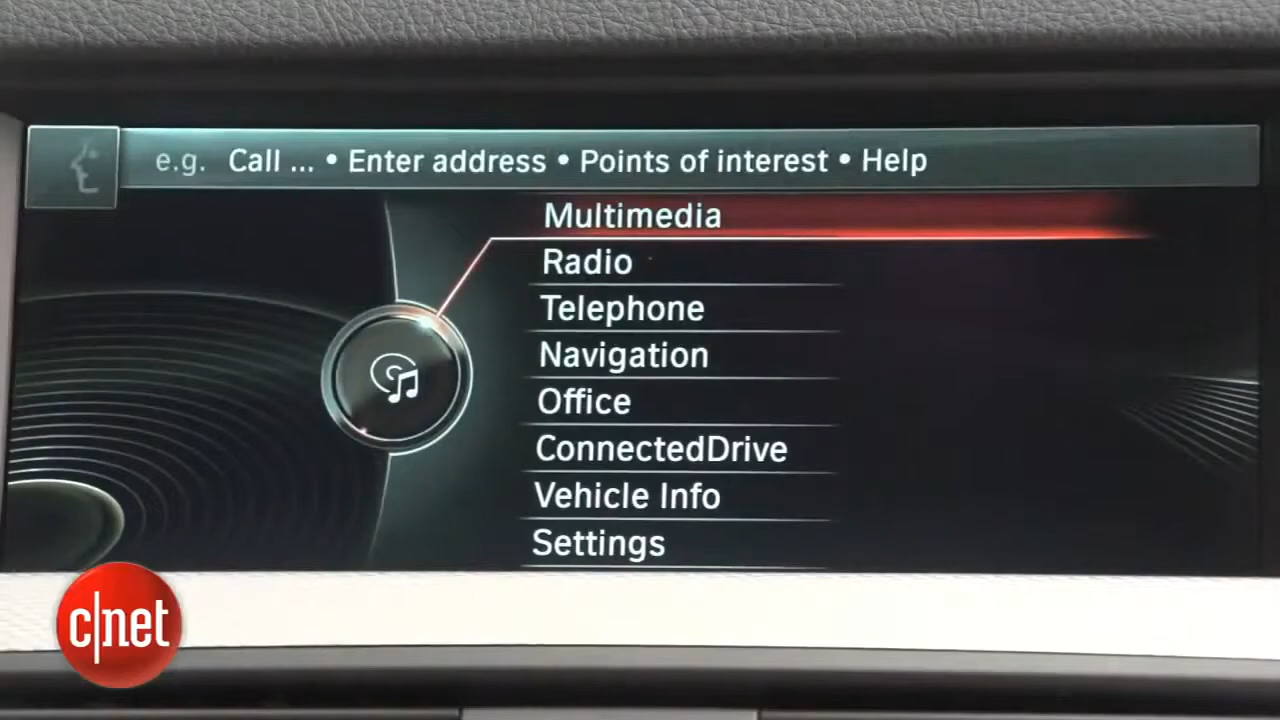 e.g. Call ... • Enter address • Points of interest • Help
Multimedia
Radio
Telephone
Navigation
Office
ConnectedDrive
Vehicle Info
Settings
c|net